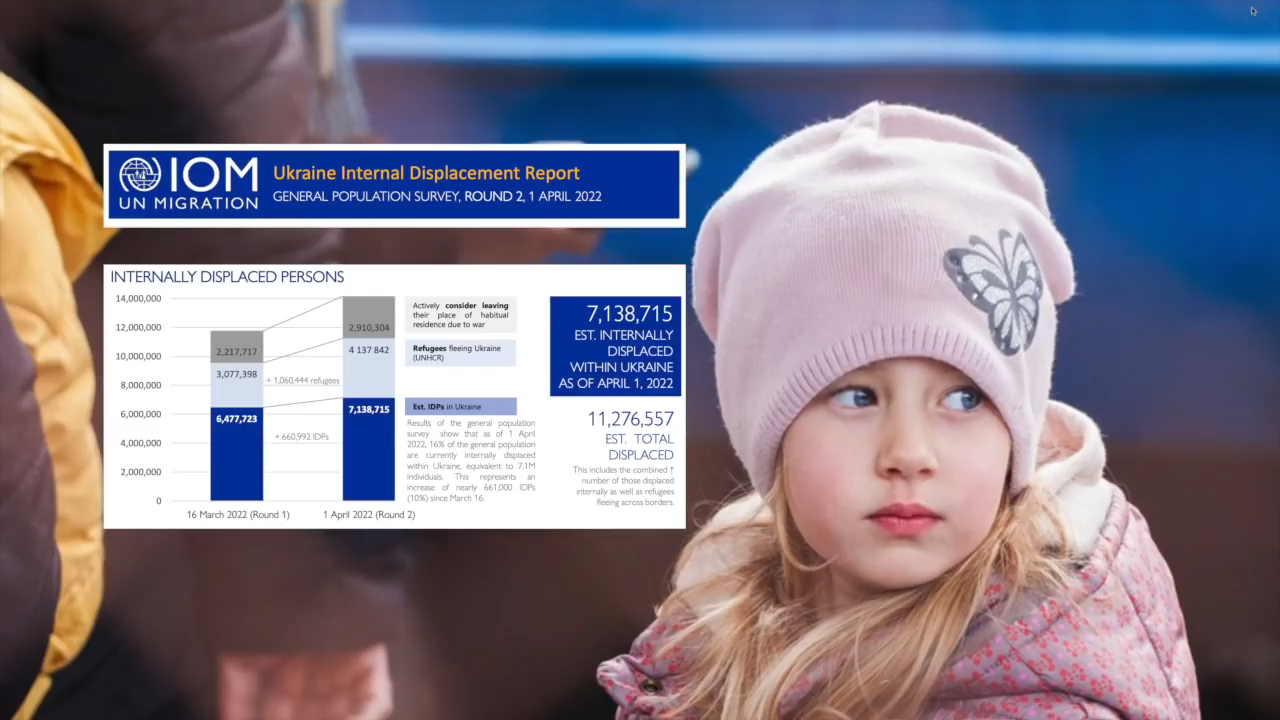 IOM
UN MIGRATION
Ukraine Internal Displacement Report
GENERAL POPULATION SURVEY, ROUND 2, 1 APRIL 2022
INTERNALLY DISPLACED PERSONS
14,000,000
12,000,000
10,000,000
8,000,000
6,000,000
4,000,000
2,000,000
0
2,217,717
3,077,398
6,477,723
+ 1,060,444 refugees
+ 660,992 IDPs
2,910,304
4 137 842
7,138,715
16 March 2022 (Round 1)
1 April 2022 (Round 2)
Actively consider leaving
their place of habitual
residence due to war
Refugees fleeing Ukraine
(UNHCR)
Est. IDPs in Ukraine
Results of the general population
survey show that as of 1 April
2022, 16% of the general population
are currently internally displaced
within Ukraine, equivalent to 7.1M
individuals. This represents an
increase of nearly 661,000 IDPs
(10%) since March 16.
7,138,715
EST. INTERNALLY
DISPLACED
WITHIN UKRAINE
AS OF APRIL 1, 2022
11,276,557
EST. TOTAL
DISPLACED
This includes the combined ↑
number of those displaced
internally as well as refugees
fleeing across borders.